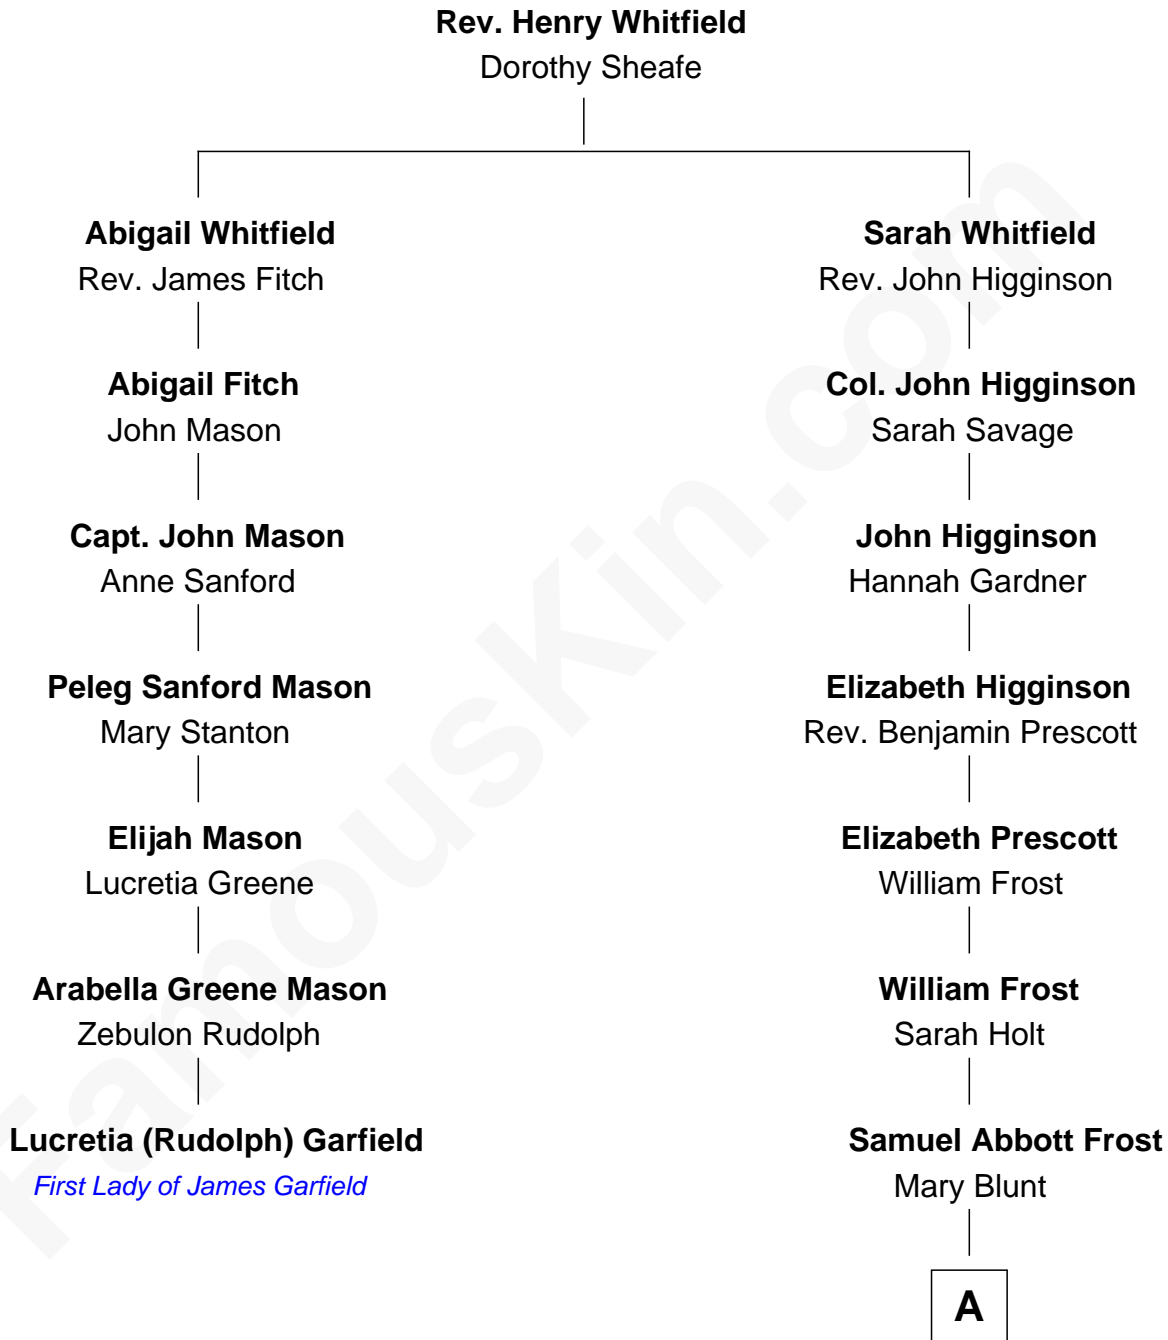 Rev. Henry Whitfield
Dorothy Sheafe
Abigail Whitfield
Rev. James Fitch
Sarah Whitfield
Rev. John Higginson
Abigail Fitch
John Mason
Col. John Higginson
Sarah Savage
Capt. John Mason
Anne Sanford
John Higginson
Hannah Gardner
Peleg Sanford Mason
Mary Stanton
Elizabeth Higginson
Rev. Benjamin Prescott
Elijah Mason
Lucretia Greene
Elizabeth Prescott
William Frost
Arabella Greene Mason
Zebulon Rudolph
William Frost
Sarah Holt
Lucretia (Rudolph) Garfield
First Lady of James Garfield
Samuel Abbott Frost
Mary Blunt
A
FamousKin.com